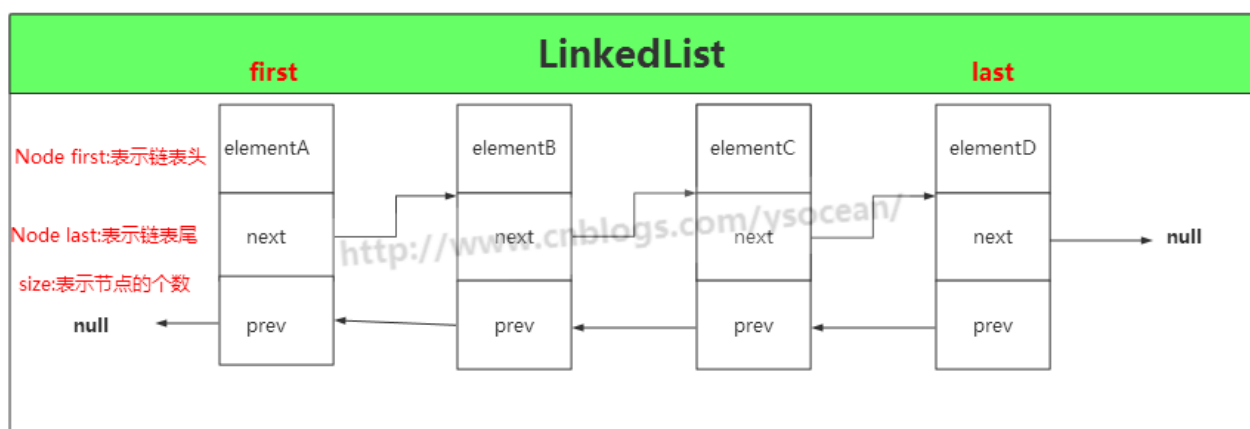 LinkedList
first
last
Node first:表示链表头
elementA
elementB
elementC
elementD
Node last:表示链表尾
next
next
next
next
null
http://www.cnblogs.com/ysocean/
size:表示节点的个数
null
prev
prev
prev
prev